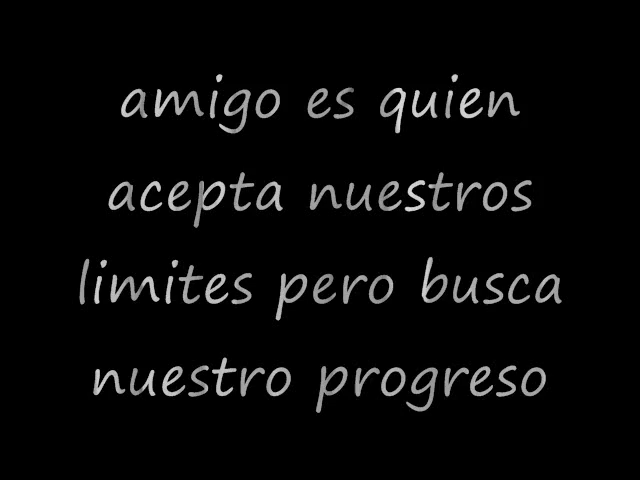 amigo es quien
acepta nuestros
limites pero busca
nuestro progreso